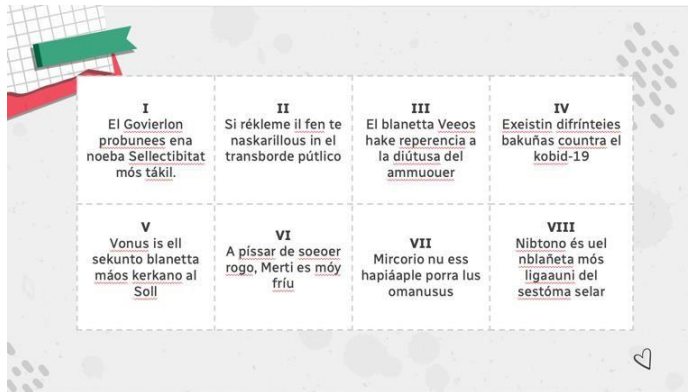 I
El Govierlon
probunees ena
noeba Sellectibitat
mós tákil.
II
Si rékleme il fen te
naskarillous in el
transborde pútlico
III
El blanetta Veeos
hake reperencia a
la diútusa del
ammuouer
IV
Exeistin difrínteies
bakuñas countra el
kobid-19
V
Vonus is ell
sekunto blanetta
máos kerkano al
Soll
VI
A píssar de soeoer
rogo, Merti es móy
fríu
VII
Mircorio nu ess
hapiáaple porra lus
omanusus
VIII
Nibtono és uel
nblañeta mós
ligaauni del
sestóma selar